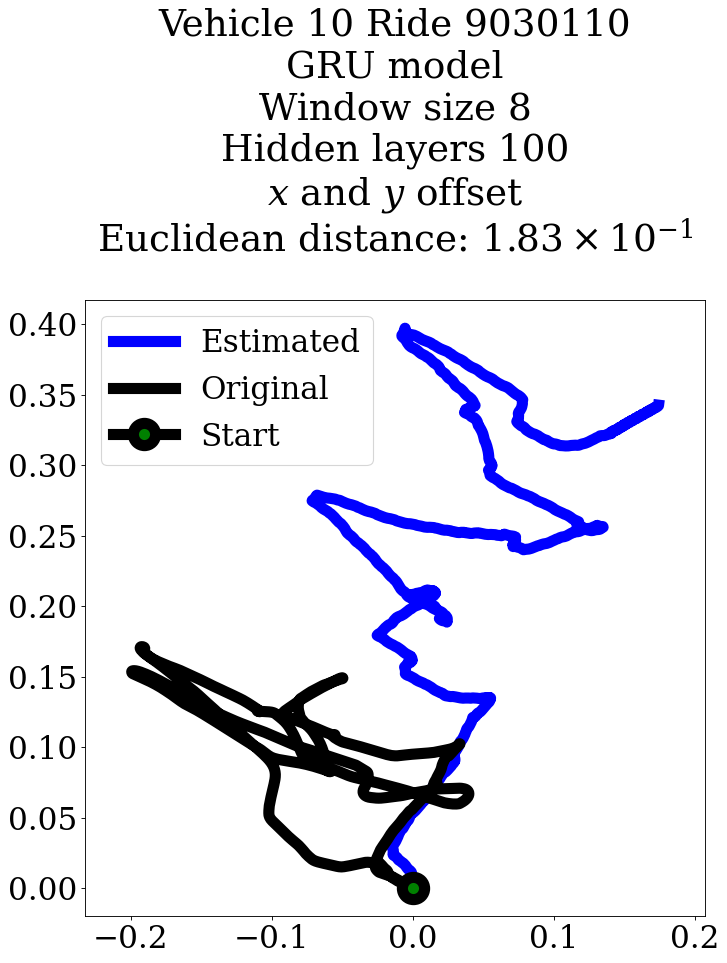 Vehicle 10 Ride 9030110
GRU model
Window size 8
Hidden layers 100
x and y offset
Euclidean distance: 1.83 × 10⁻¹
Estimated
Original
Start
0.40
0.35
0.30
0.25
0.20
0.15
0.10
0.05
0.00
−0.2 −0.1 0.0 0.1 0.2